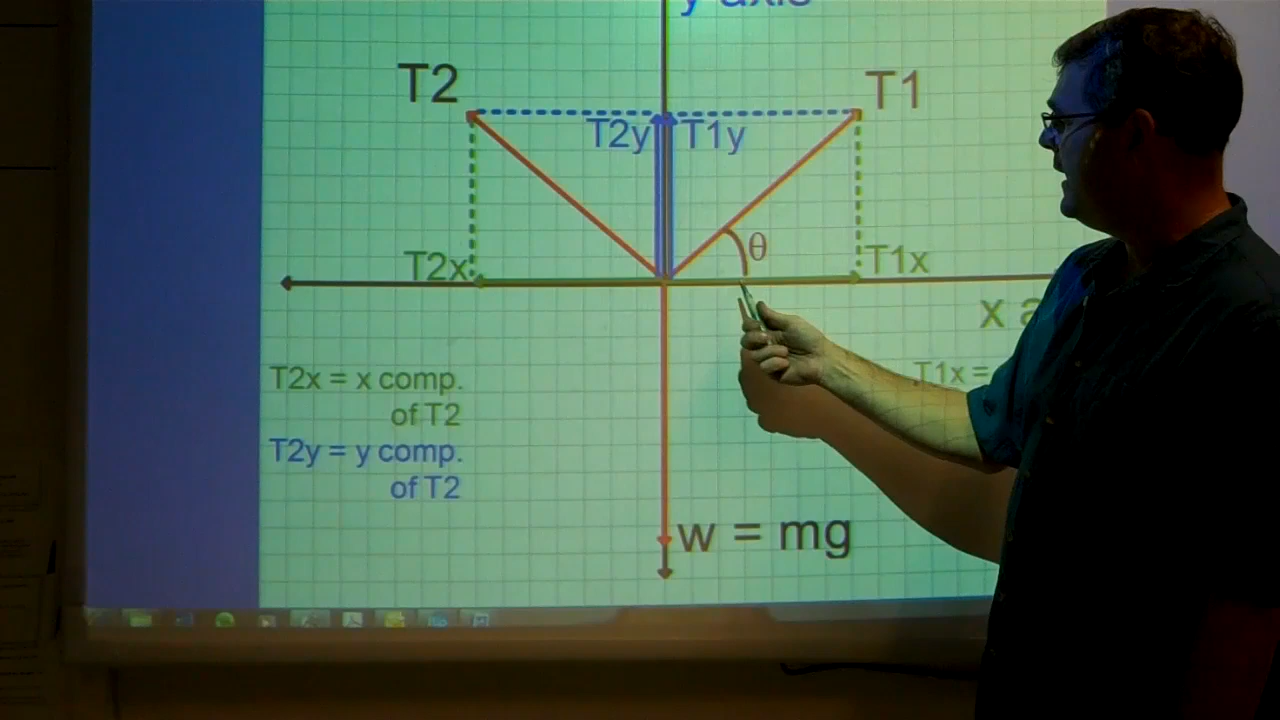 y axis
T2
T1
T2y
T1y
θ
T2x
T1x
x
T2x = x comp.
of T2
T1x =
T2y = y comp.
of T2
w = mg